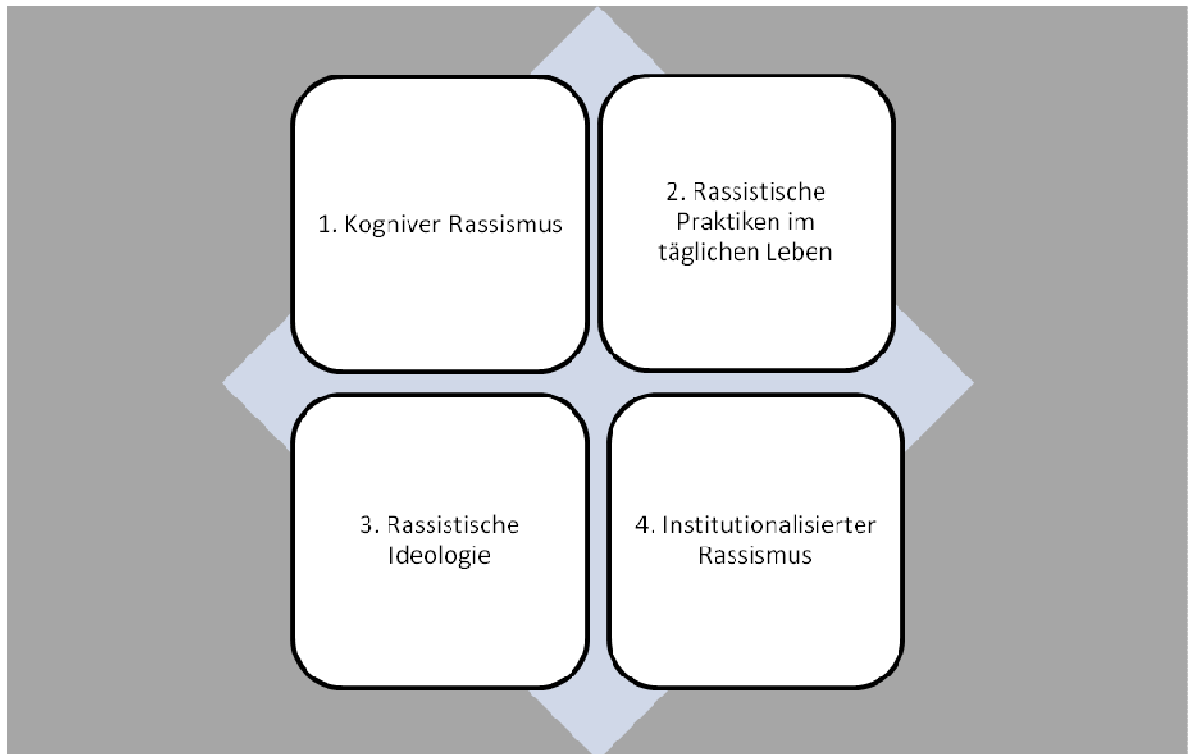 1. Kogniver Rassismus
2. Rassistische
Praktiken im
täglichen Leben
3. Rassistische
Ideologie
4. Institutionalisierter
Rassismus